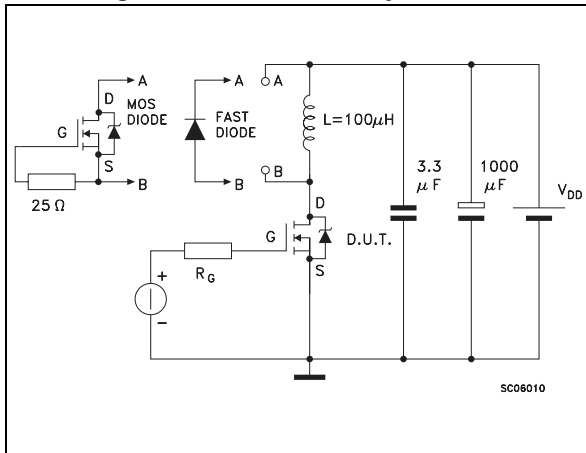 A
D
MOS
DIODE
G
S
B
25 Ω
A
FAST
DIODE
B
A
L=100μH
B
D
G
D.U.T.
S
RG
+
-
3.3
μF
1000
μF
VDD
SC06010